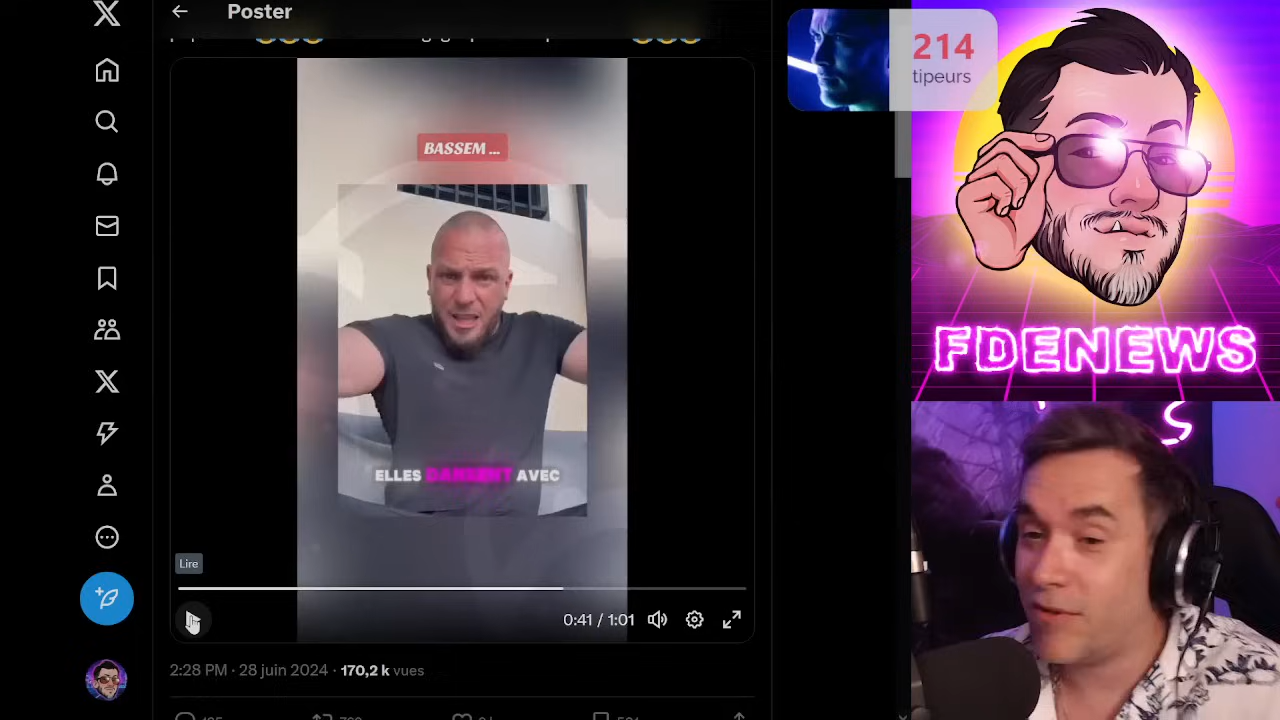 Poster
214
tipeurs
BASSEM ...
FDENEWS
ELLES DANSENT AVEC
Lire
0:41 / 1:01
2:28 PM · 28 juin 2024 · 170,2 k vues